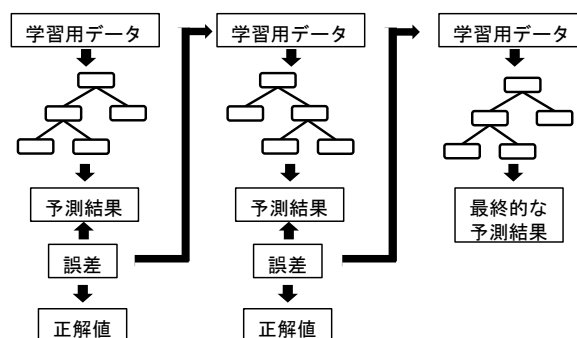 学習用データ
学習用データ
学習用データ
予測結果
予測結果
最終的な
予測結果
誤差
誤差
正解値
正解値